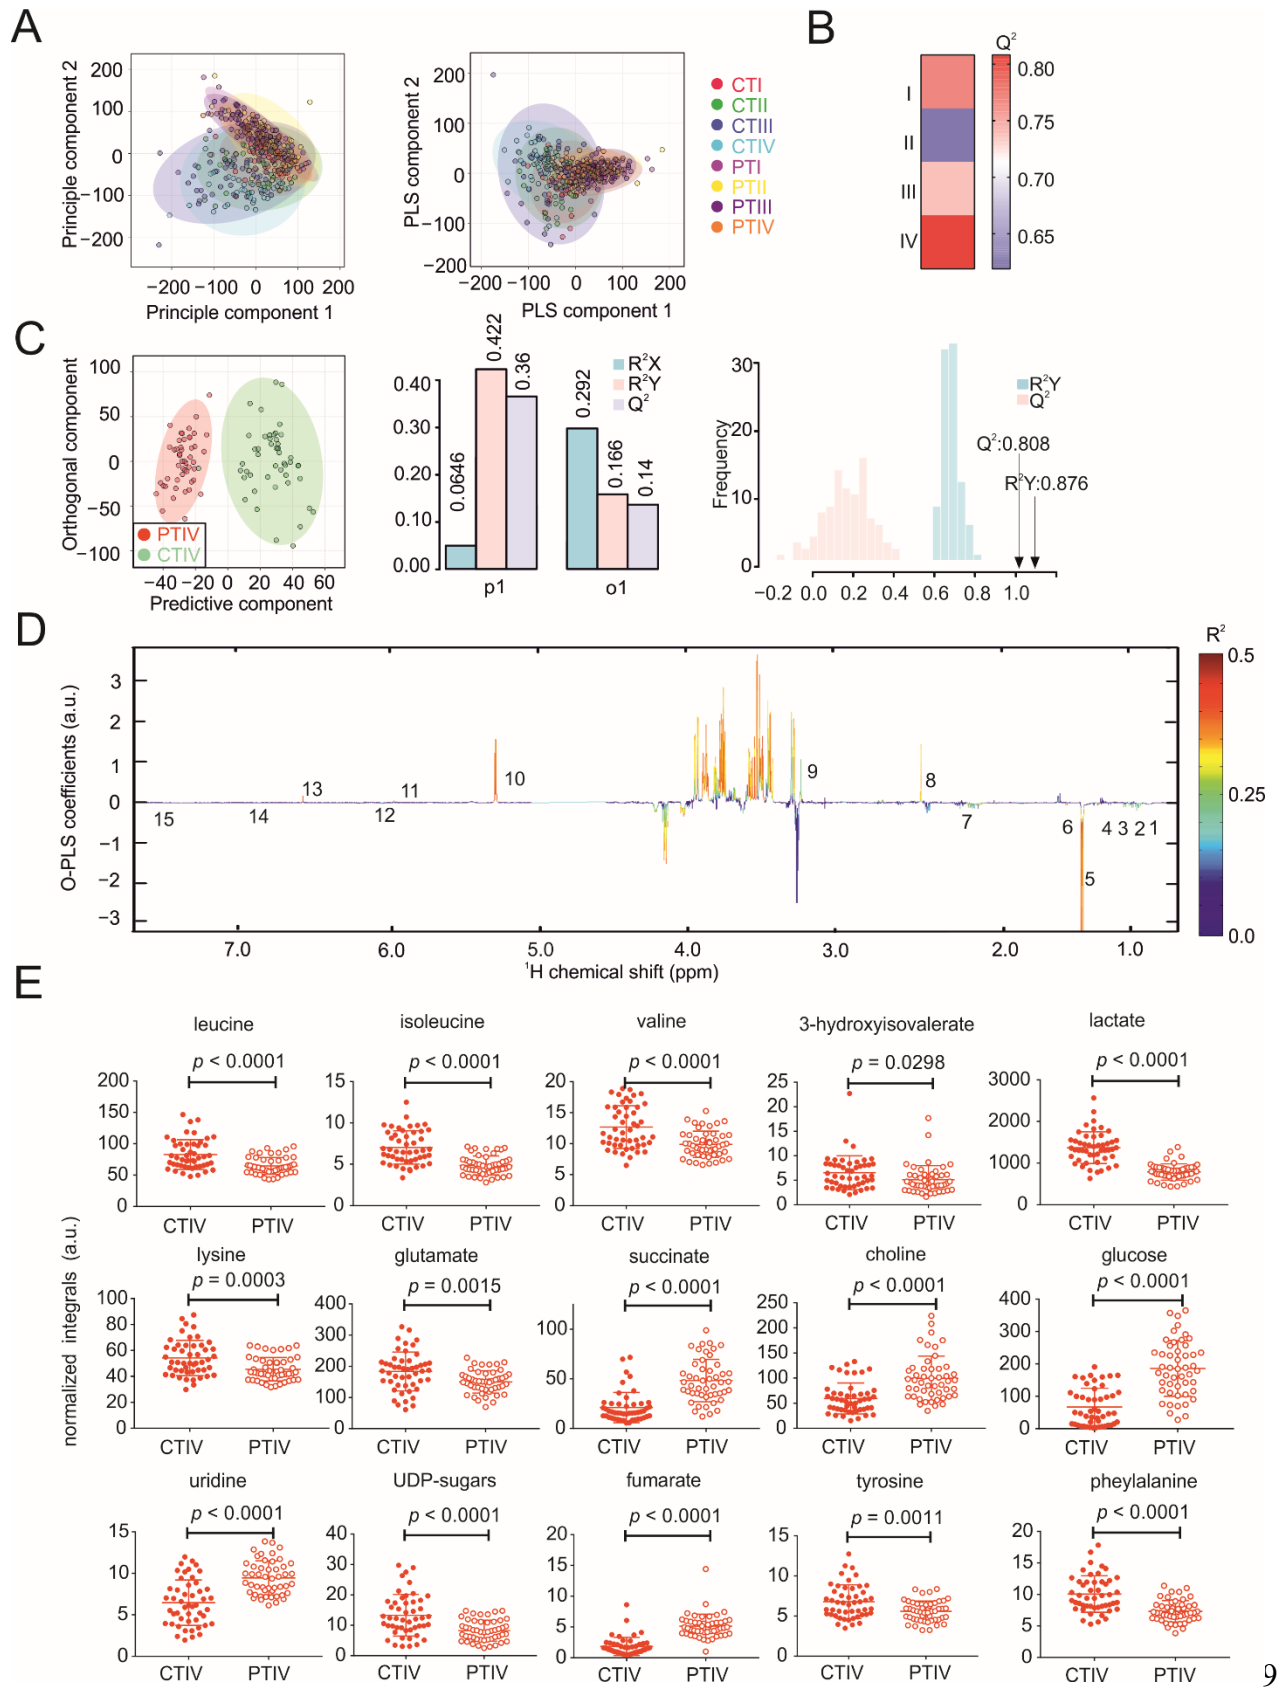 A
Principle component 2
200
100
0
−100
−200
−200 −100 0 100 200
Principle component 1
PLS component 2
200
100
0
−100
−200
−200 −100 0 100 200
PLS component 1
CTI
CTII
CTIII
CTIV
PTI
PTII
PTIII
PTIV
B
Q²
I
II
III
IV
0.80
0.75
0.70
0.65
C
Orthogonal component
100
50
0
−50
−100
PTIV
CTIV
−40 −20 0 20 40 60
Predictive component
0.40
0.30
0.20
0.10
0.00
0.0646
0.422
0.36
0.292
0.166
0.14
p1
o1
R²X
R²Y
Q²
Frequency
30
20
10
0
−0.2 0.0 0.2 0.4 0.6 0.8 1.0
R²Y
Q²
Q²:0.808
R²Y:0.876
D
O-PLS coefficients (a.u.)
3
2
1
0
−1
−2
−3
15
14
13
12
11
10
9
8
7
6
5
4 3 2 1
7.0 6.0 5.0 4.0 3.0 2.0 1.0
¹H chemical shift (ppm)
R²
0.5
0.25
0.0
E
normalized integrals (a.u.)
leucine
p < 0.0001
200
150
100
50
0
CTIV PTIV
isoleucine
p < 0.0001
15
10
5
0
CTIV PTIV
valine
p < 0.0001
20
15
10
5
0
CTIV PTIV
3-hydroxyisovalerate
p = 0.0298
25
20
15
10
5
0
CTIV PTIV
lactate
p < 0.0001
3000
2000
1000
0
CTIV PTIV
lysine
p = 0.0003
100
80
60
40
20
0
CTIV PTIV
glutamate
p = 0.0015
400
300
200
100
0
CTIV PTIV
succinate
p < 0.0001
100
50
0
CTIV PTIV
choline
p < 0.0001
250
200
150
100
50
0
CTIV PTIV
glucose
p < 0.0001
400
300
200
100
0
CTIV PTIV
uridine
p < 0.0001
15
10
5
0
CTIV PTIV
UDP-sugars
p < 0.0001
40
30
20
10
0
CTIV PTIV
fumarate
p < 0.0001
20
15
10
5
0
CTIV PTIV
tyrosine
p = 0.0011
15
10
5
0
CTIV PTIV
pheylalanine
p < 0.0001
20
15
10
5
0
CTIV PTIV
9